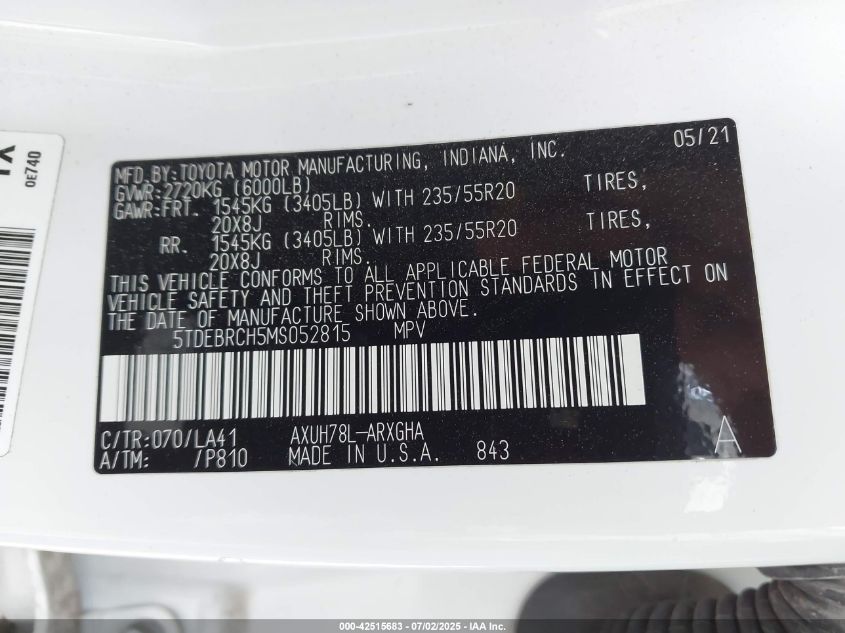 05/21
MFD.BY:TOYOTA MOTOR MANUFACTURING, INDIANA, INC.
GVWR:2720KG (6000LB)
GAWR:FRT. 1545KG (3405LB) WITH 235/55R20 TIRES,
20X8J RIMS.
RR. 1545KG (3405LB) WITH 235/55R20 TIRES,
20X8J RIMS.
THIS VEHICLE CONFORMS TO ALL APPLICABLE FEDERAL MOTOR
VEHICLE SAFETY AND THEFT PREVENTION STANDARDS IN EFFECT ON
THE DATE OF MANUFACTURE SHOWN ABOVE.
5TDEBRCH5MS052815 MPV
C/TR:070/LA41 AXUH78L-ARXGHA
A/TM: /P810 MADE IN U.S.A. 843
A
0E740
000-42515683 / 07/02/2025 - IAA Inc.